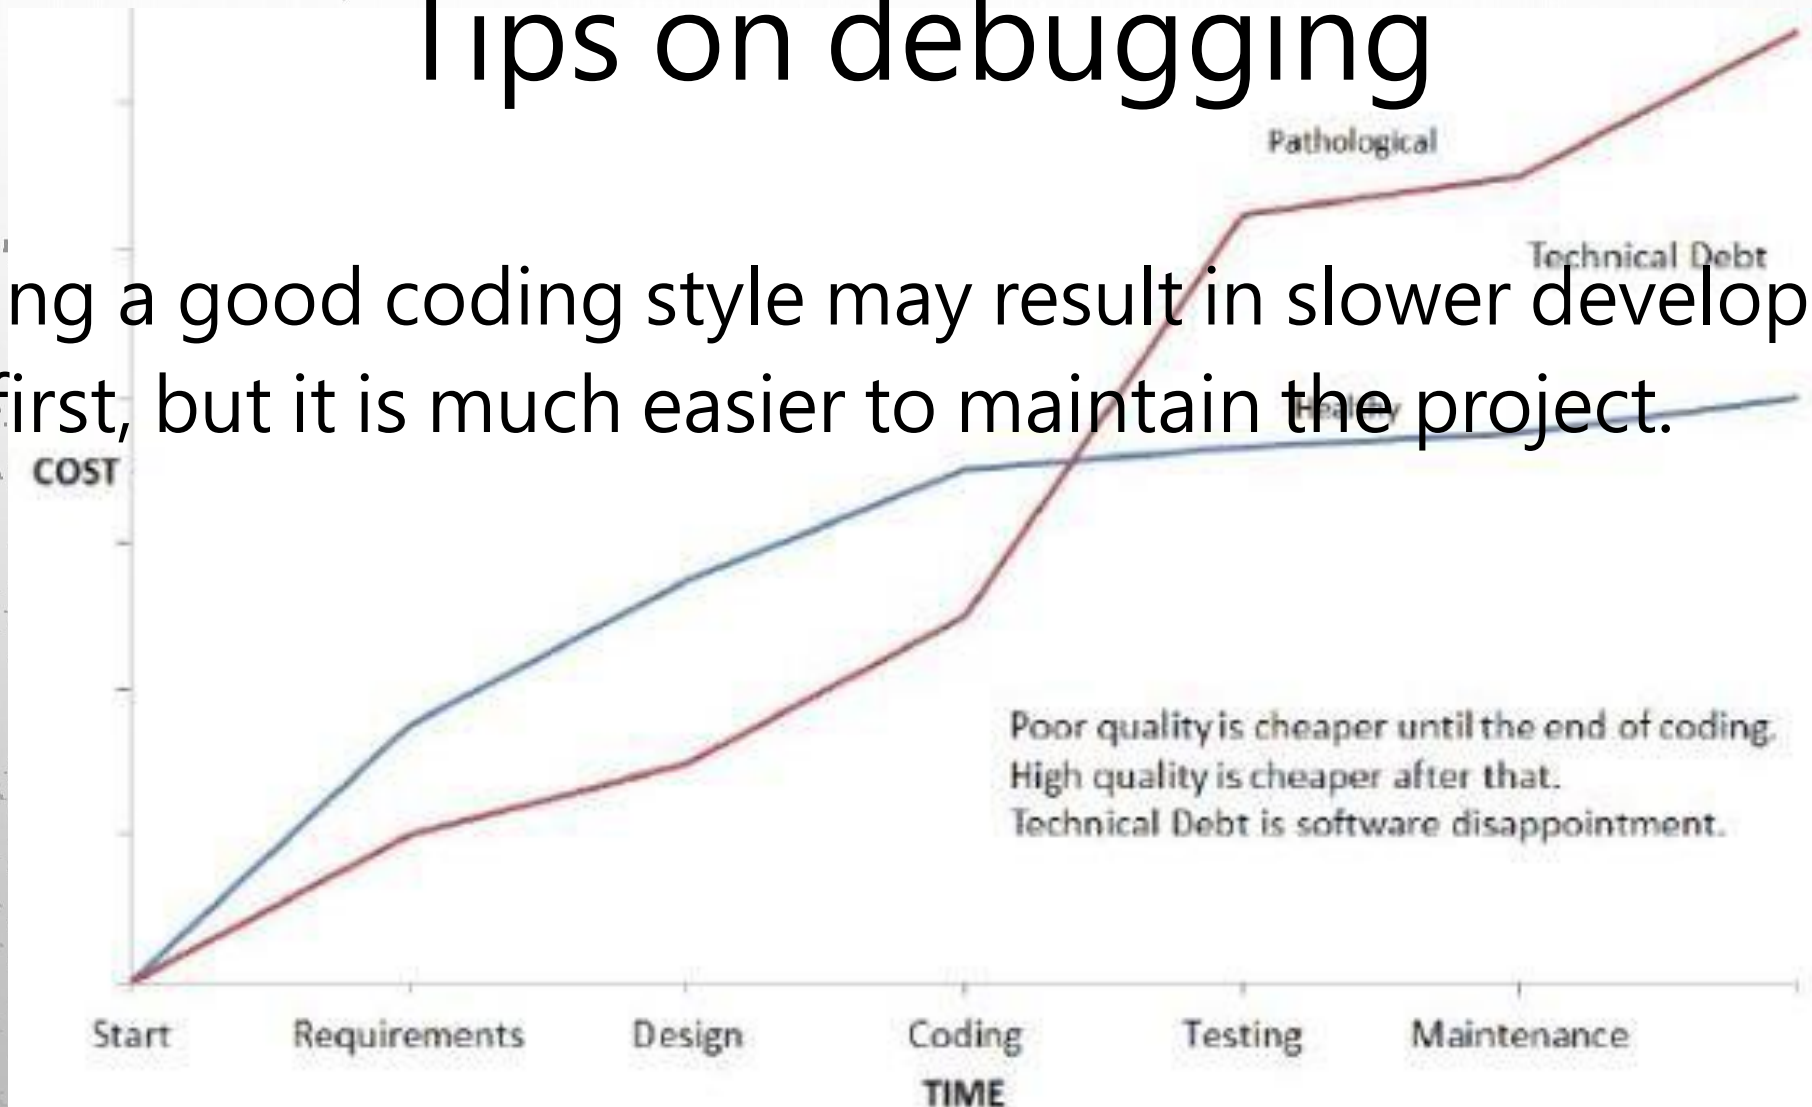 Tips on debugging
Pathological
Technical Debt
ng a good coding style may result in slower develop
first, but it is much easier to maintain the project.
Healthy
COST
Poor quality is cheaper until the end of coding.
High quality is cheaper after that.
Technical Debt is software disappointment.
Start Requirements Design Coding Testing Maintenance
TIME